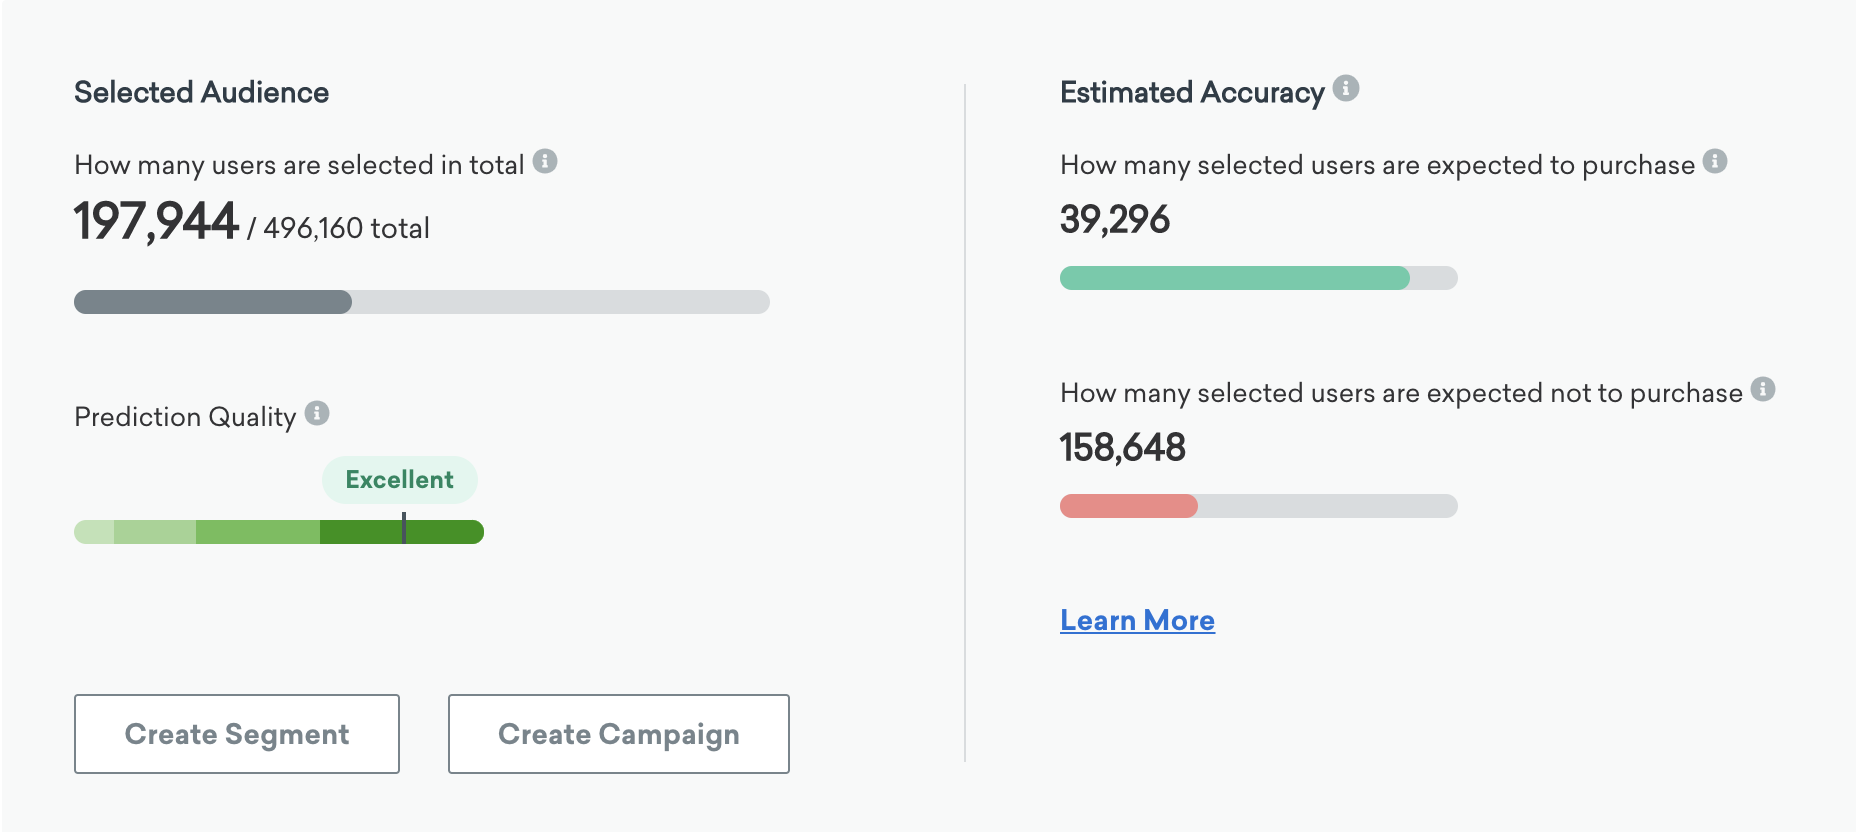 Selected Audience
How many users are selected in total
197,944 / 496,160 total
Prediction Quality
Excellent
Create Segment
Create Campaign
Estimated Accuracy
How many selected users are expected to purchase
39,296
How many selected users are expected not to purchase
158,648
Learn More